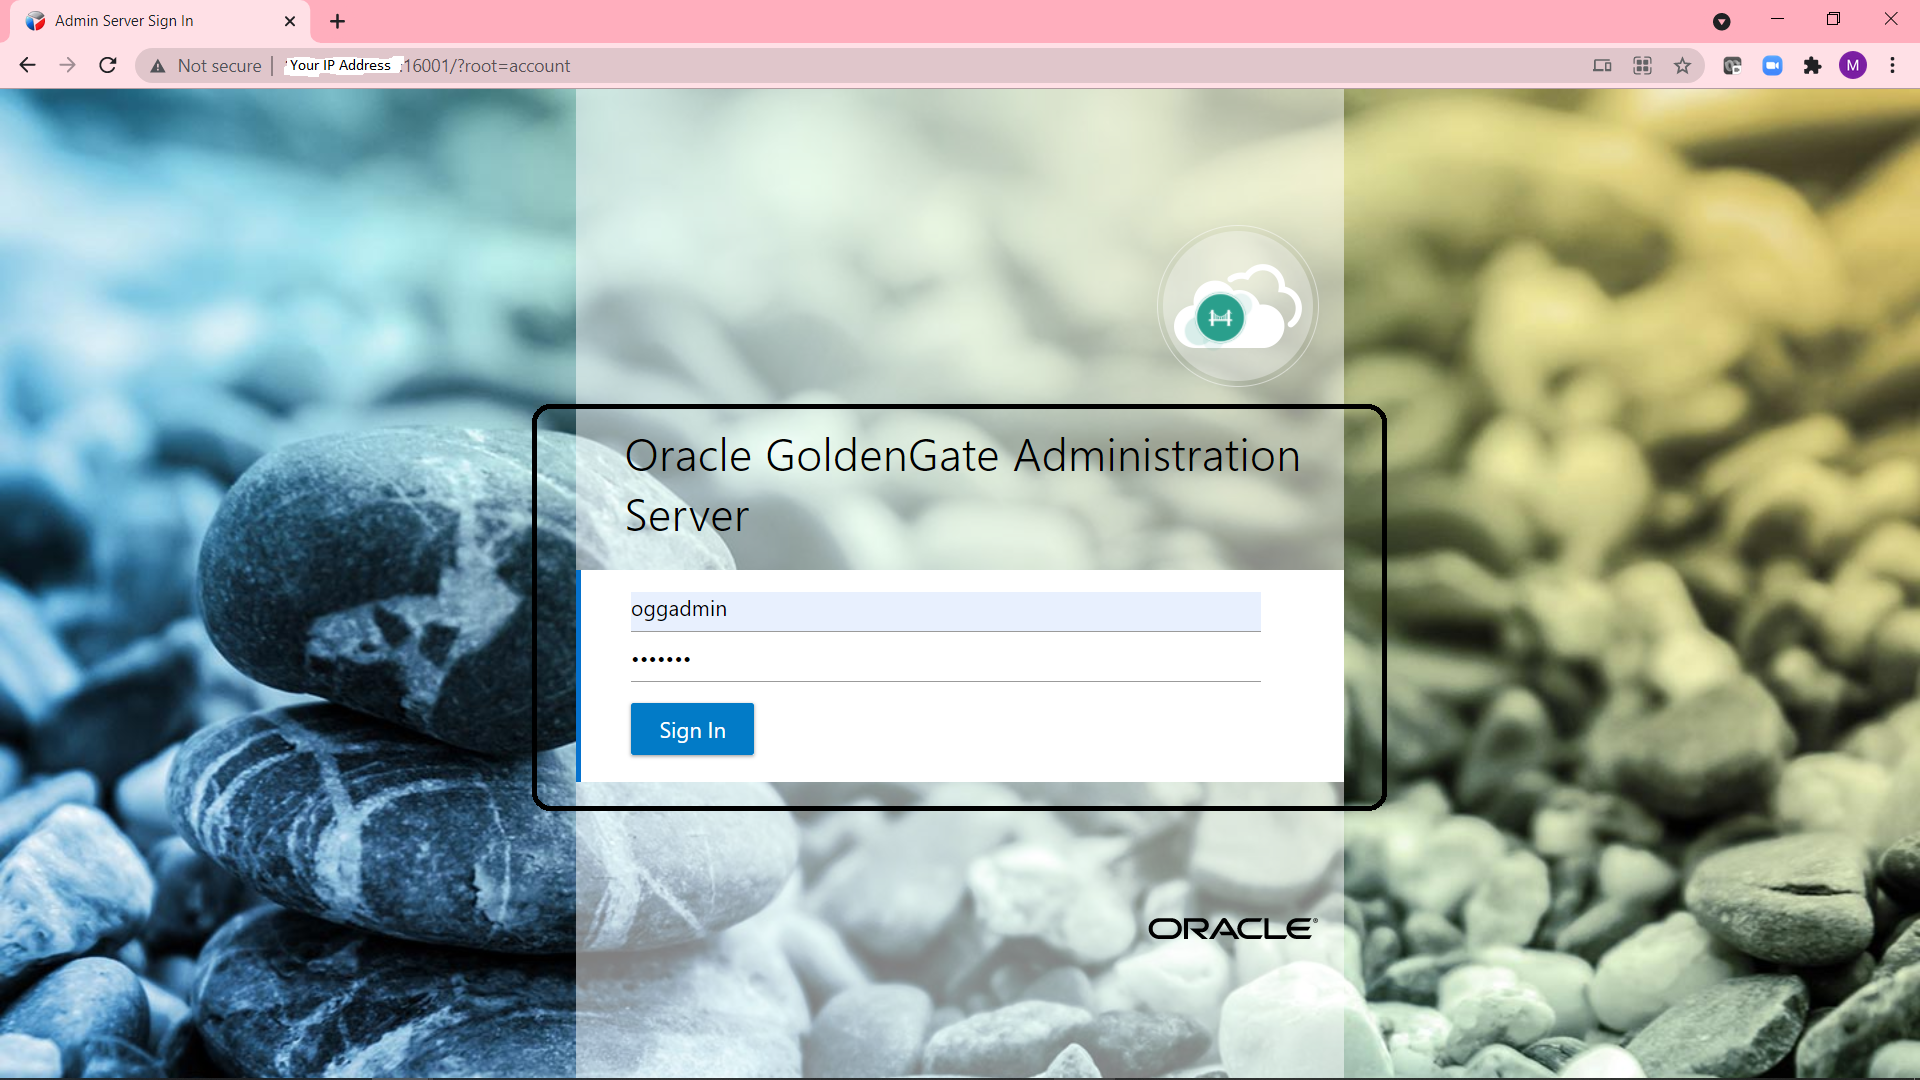 Admin Server Sign In
Not secure
Your IP Address :16001/?root=account
M
Oracle GoldenGate Administration
Server
oggadmin
•••••••
Sign In
ORACLE®